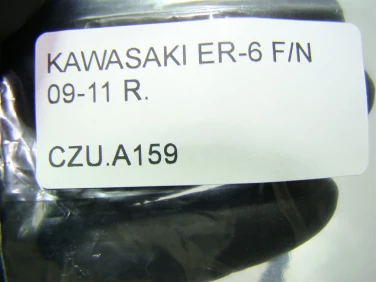 KAWASAKI ER-6 F/N
09-11 R.
CZU.A159